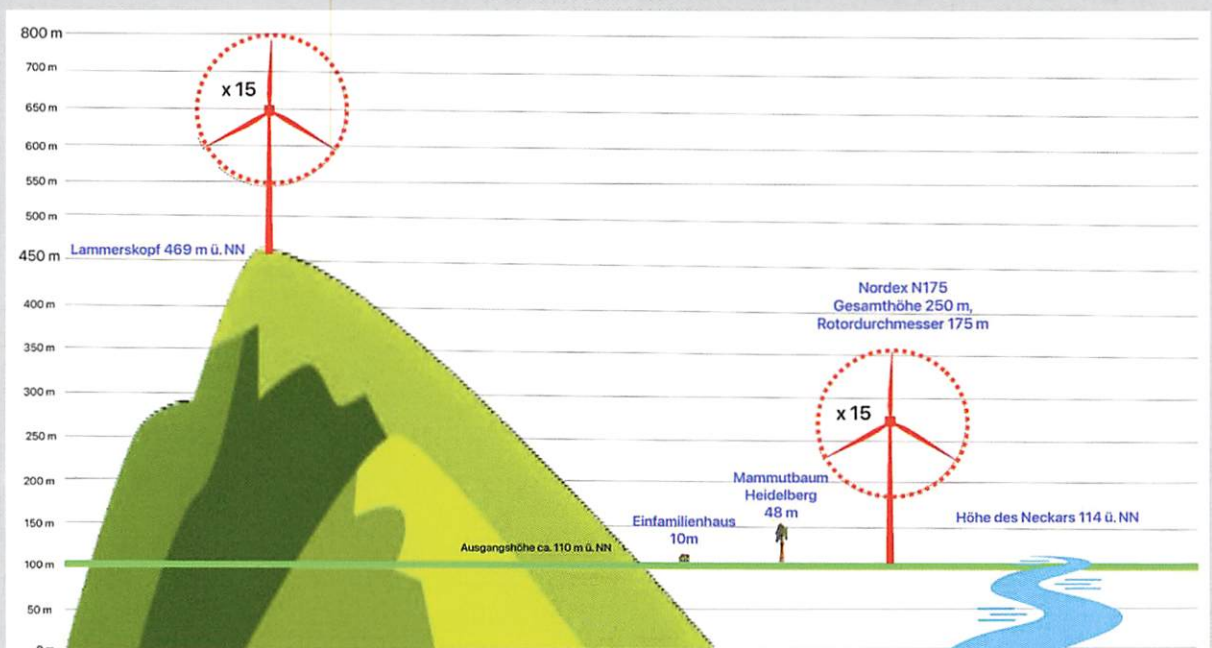 800 m
700 m
x 15
650 m
600 m
550 m
500 m
Lammerskopf 469 m ü. NN
450 m
Nordex N175
Gesamthöhe 250 m,
Rotordurchmesser 175 m
400 m
350 m
300 m
x 15
250 m
200 m
Mammutbaum
Heidelberg
48 m
150 m
Einfamilienhaus
10m
Höhe des Neckars 114 ü. NN
Ausgangshöhe ca. 110 m ü. NN
100 m
50 m
0 m